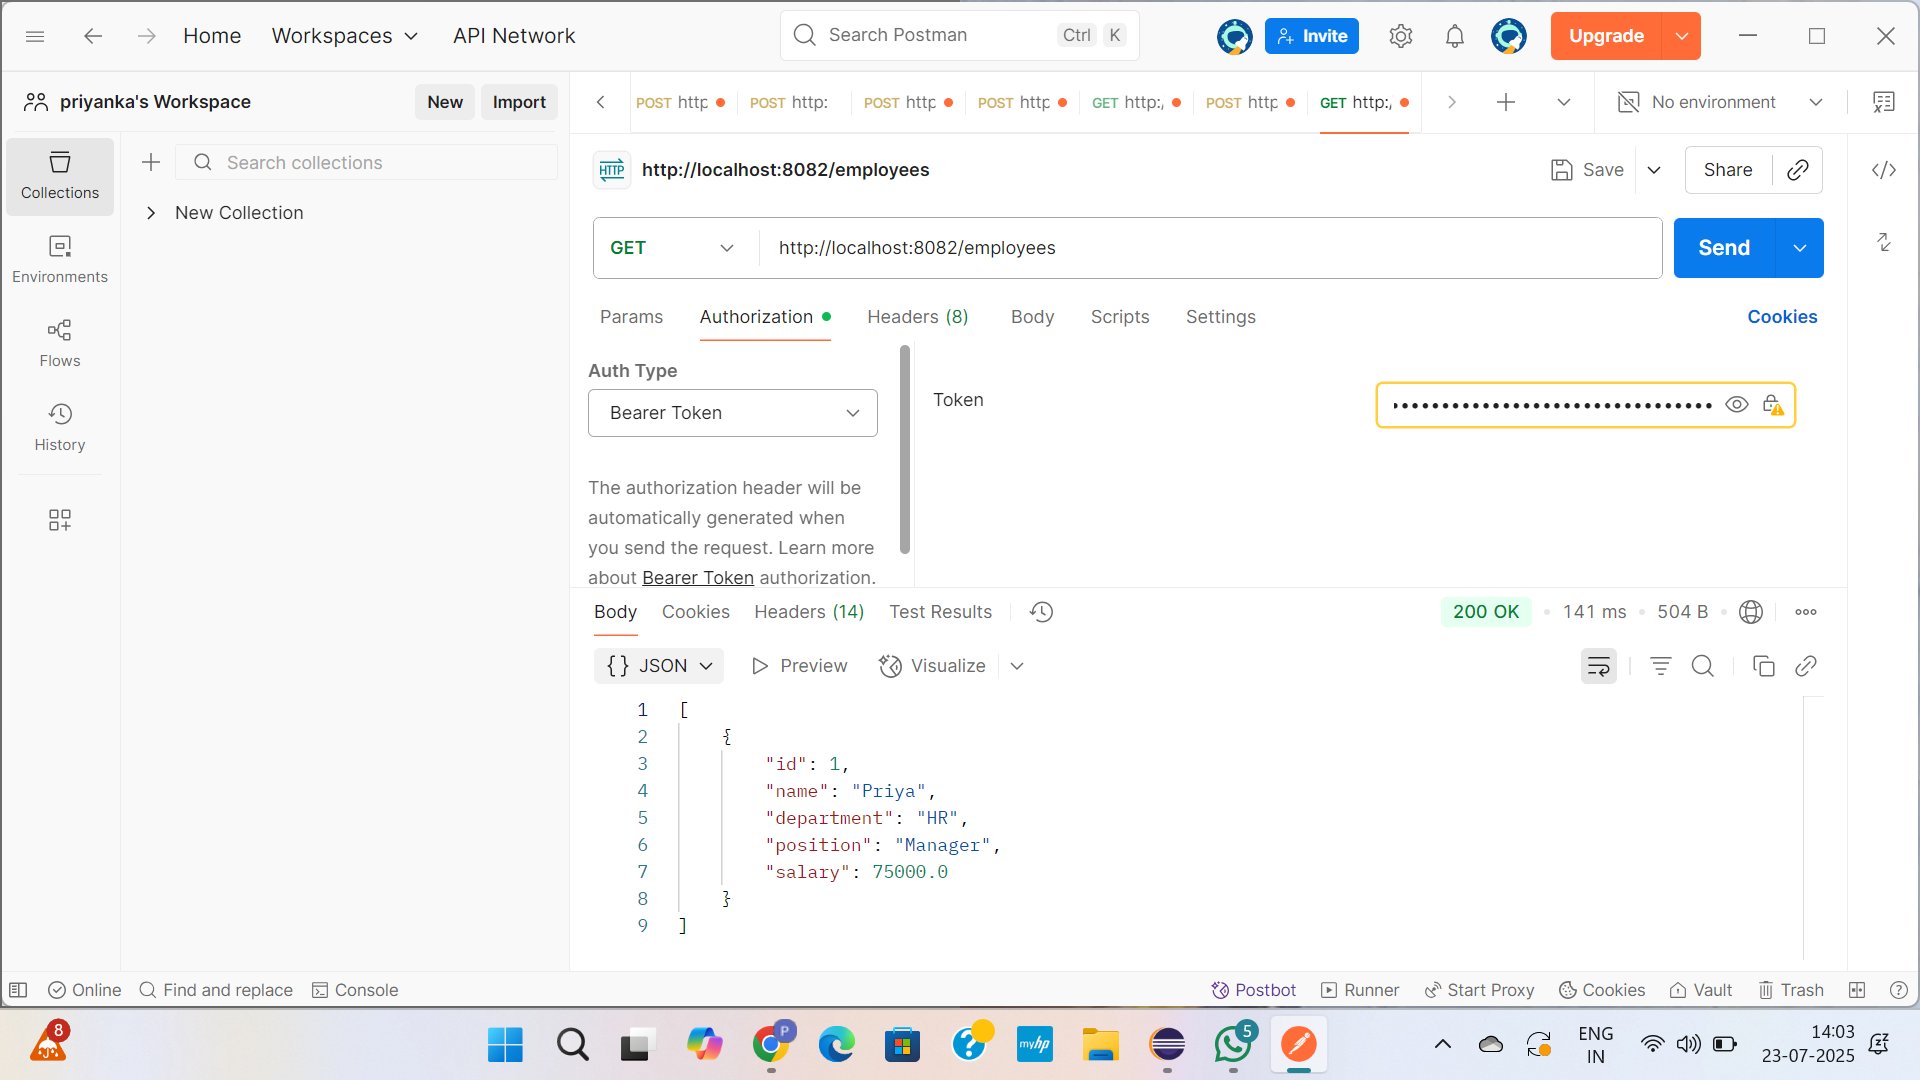 Home
Workspaces
API Network
Search Postman
Ctrl K
Invite
Upgrade
priyanka's Workspace
New
Import
POST http
POST http:
POST http
POST http
GET http:/
POST http
GET http:/
No environment
Collections
Environments
Flows
History
Search collections
New Collection
HTTP
http://localhost:8082/employees
Save
Share
GET
http://localhost:8082/employees
Send
Params
Authorization
Headers (8)
Body
Scripts
Settings
Cookies
Auth Type
Bearer Token
The authorization header will be
automatically generated when
you send the request. Learn more
about Bearer Token authorization.
Token
Body
Cookies
Headers (14)
Test Results
200 OK
141 ms
504 B
{} JSON
Preview
Visualize
1 [
2 {
3 "id": 1,
4 "name": "Priya",
5 "department": "HR",
6 "position": "Manager",
7 "salary": 75000.0
8 }
9 ]
Online
Find and replace
Console
Postbot
Runner
Start Proxy
Cookies
Vault
Trash
8
P
myhp
5
ENG
IN
14:03
23-07-2025